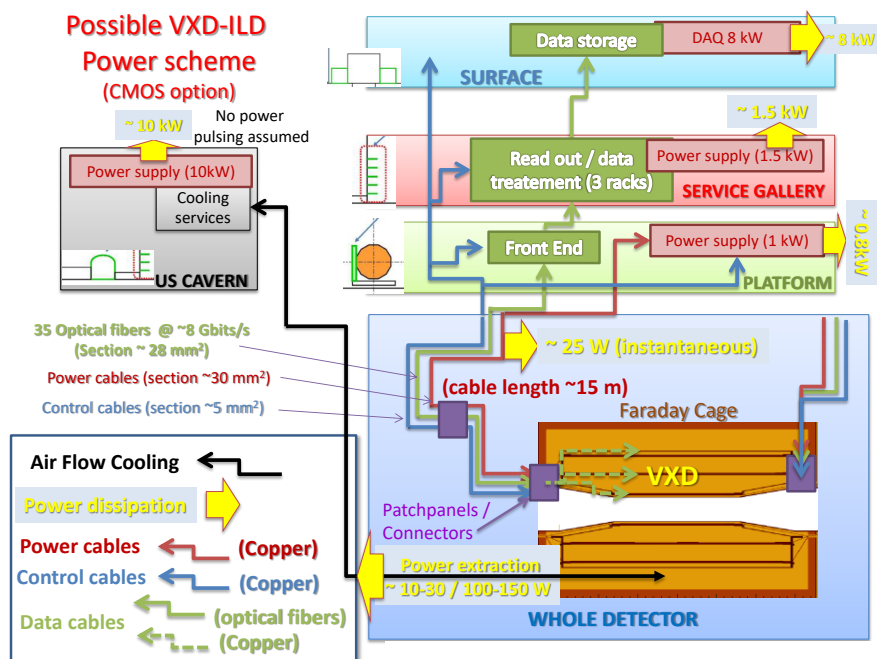 Possible VXD-ILD
Power scheme
(CMOS option)
~ 10 kW
No power
pulsing assumed
Power supply (10kW)
Cooling
services
US CAVERN
Data storage
DAQ 8 kW
~ 8 kW
SURFACE
~ 1.5 kW
Read out / data
treatement (3 racks)
Power supply (1.5 kW)
SERVICE GALLERY
Front End
Power supply (1 kW)
~ 0.8kW
PLATFORM
35 Optical fibers @ ~8 Gbits/s
(Section ~ 28 mm²)
Power cables (section ~30 mm²)
Control cables (section ~5 mm²)
~ 25 W (instantaneous)
(cable length ~15 m)
Faraday Cage
VXD
Patchpanels /
Connectors
Power extraction
~ 10-30 / 100-150 W
WHOLE DETECTOR
Air Flow Cooling
Power dissipation
Power cables
(Copper)
Control cables
(Copper)
Data cables
(optical fibers)
(Copper)